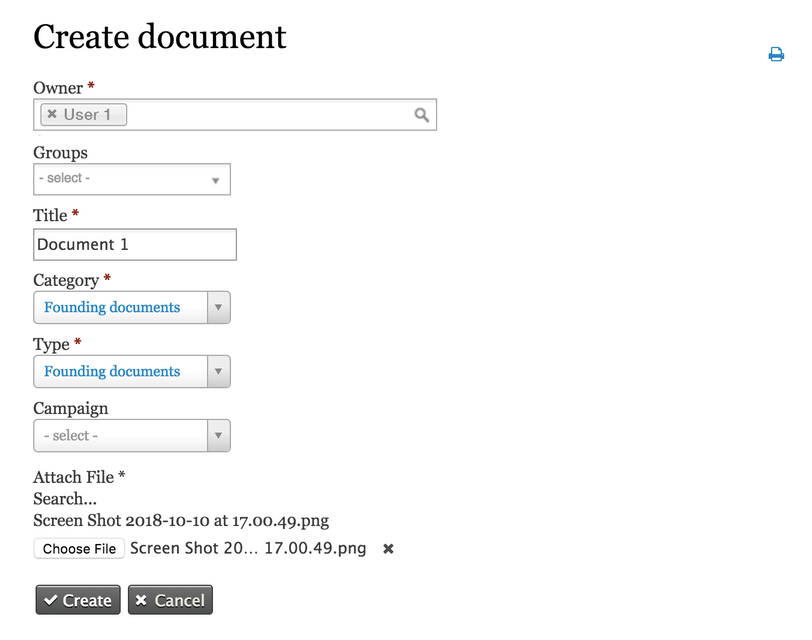 Create document
Owner *
User 1
Groups
- select -
Title *
Document 1
Category *
Founding documents
Type *
Founding documents
Campaign
- select -
Attach File *
Search...
Screen Shot 2018-10-10 at 17.00.49.png
Choose File Screen Shot 20... 17.00.49.png
Create Cancel